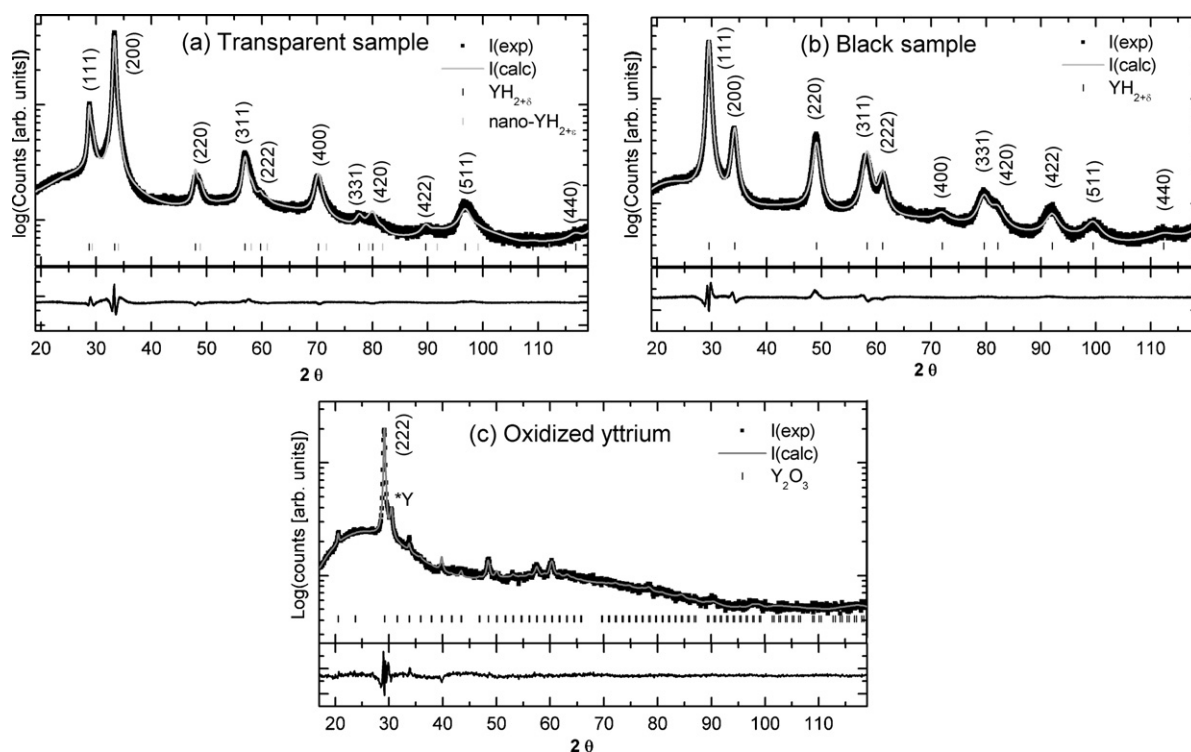 (a) Transparent sample
I(exp)
I(calc)
YH2+δ
nano-YH2+ε
(111)
(200)
(220)
(311)
(222)
(400)
(331)
(420)
(422)
(511)
(440)
log(Counts [arb. units])
20 30 40 50 60 70 80 90 100 110
2 θ
(b) Black sample
I(exp)
I(calc)
YH2+δ
(111)
(200)
(220)
(311)
(222)
(400)
(331)
(420)
(422)
(511)
(440)
log(Counts [arb. units])
20 30 40 50 60 70 80 90 100 110
2 θ
(c) Oxidized yttrium
I(exp)
I(calc)
Y2O3
(222)
*Y
Log(counts [arb. units])
20 30 40 50 60 70 80 90 100 110
2 θ